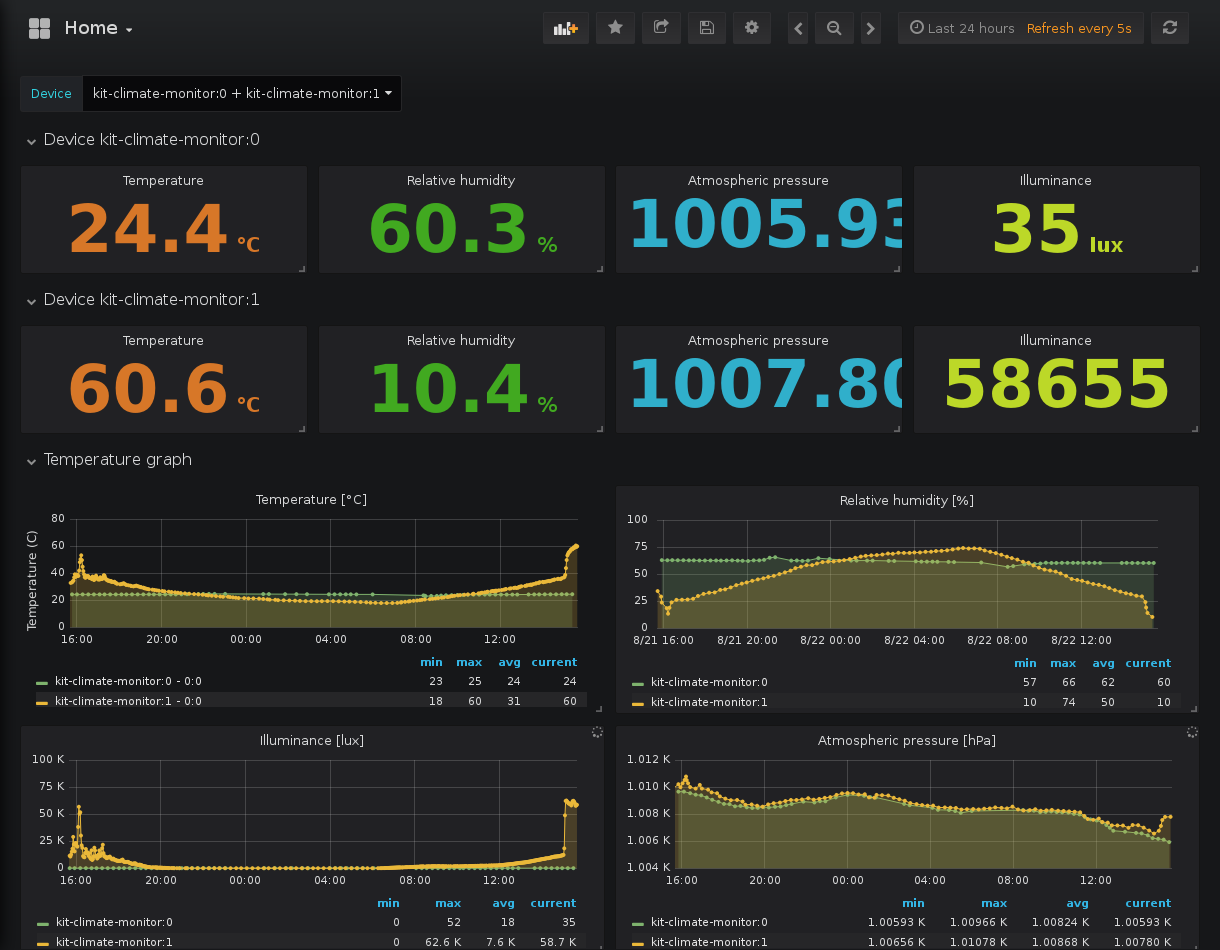 Home
Last 24 hours Refresh every 5s
Device kit-climate-monitor:0 + kit-climate-monitor:1
Device kit-climate-monitor:0
Temperature Relative humidity Atmospheric pressure Illuminance
24.4 °C 60.3 % 1005.93 35 lux
Device kit-climate-monitor:1
Temperature Relative humidity Atmospheric pressure Illuminance
60.6 °C 10.4 % 1007.80 58655
Temperature graph
Temperature [°C]
Temperature (C)
80
60
40
20
0
16:00 20:00 00:00 04:00 08:00 12:00
min max avg current
kit-climate-monitor:0 - 0:0 23 25 24 24
kit-climate-monitor:1 - 0:0 18 60 31 60
Relative humidity [%]
100
75
50
25
0
8/21 16:00 8/21 20:00 8/22 00:00 8/22 04:00 8/22 08:00 8/22 12:00
min max avg current
kit-climate-monitor:0 57 66 62 60
kit-climate-monitor:1 10 74 50 10
Illuminance [lux]
100 K
75 K
50 K
25 K
0
16:00 20:00 00:00 04:00 08:00 12:00
min max avg current
kit-climate-monitor:0 0 52 18 35
kit-climate-monitor:1 0 62.6 K 7.6 K 58.7 K
Atmospheric pressure [hPa]
1.012 K
1.010 K
1.008 K
1.006 K
1.004 K
16:00 20:00 00:00 04:00 08:00 12:00
min max avg current
kit-climate-monitor:0 1.00593 K 1.00966 K 1.00824 K 1.00593 K
kit-climate-monitor:1 1.00656 K 1.01078 K 1.00868 K 1.00780 K